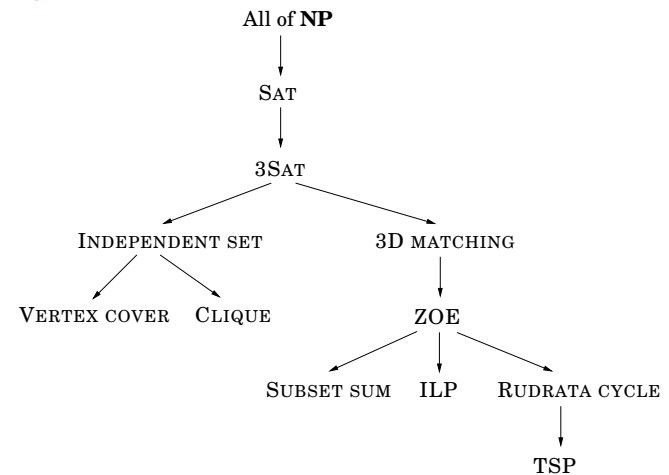 All of NP
SAT
3SAT
INDEPENDENT SET
3D MATCHING
VERTEX COVER
CLIQUE
ZOE
SUBSET SUM
ILP
RUDRATA CYCLE
TSP